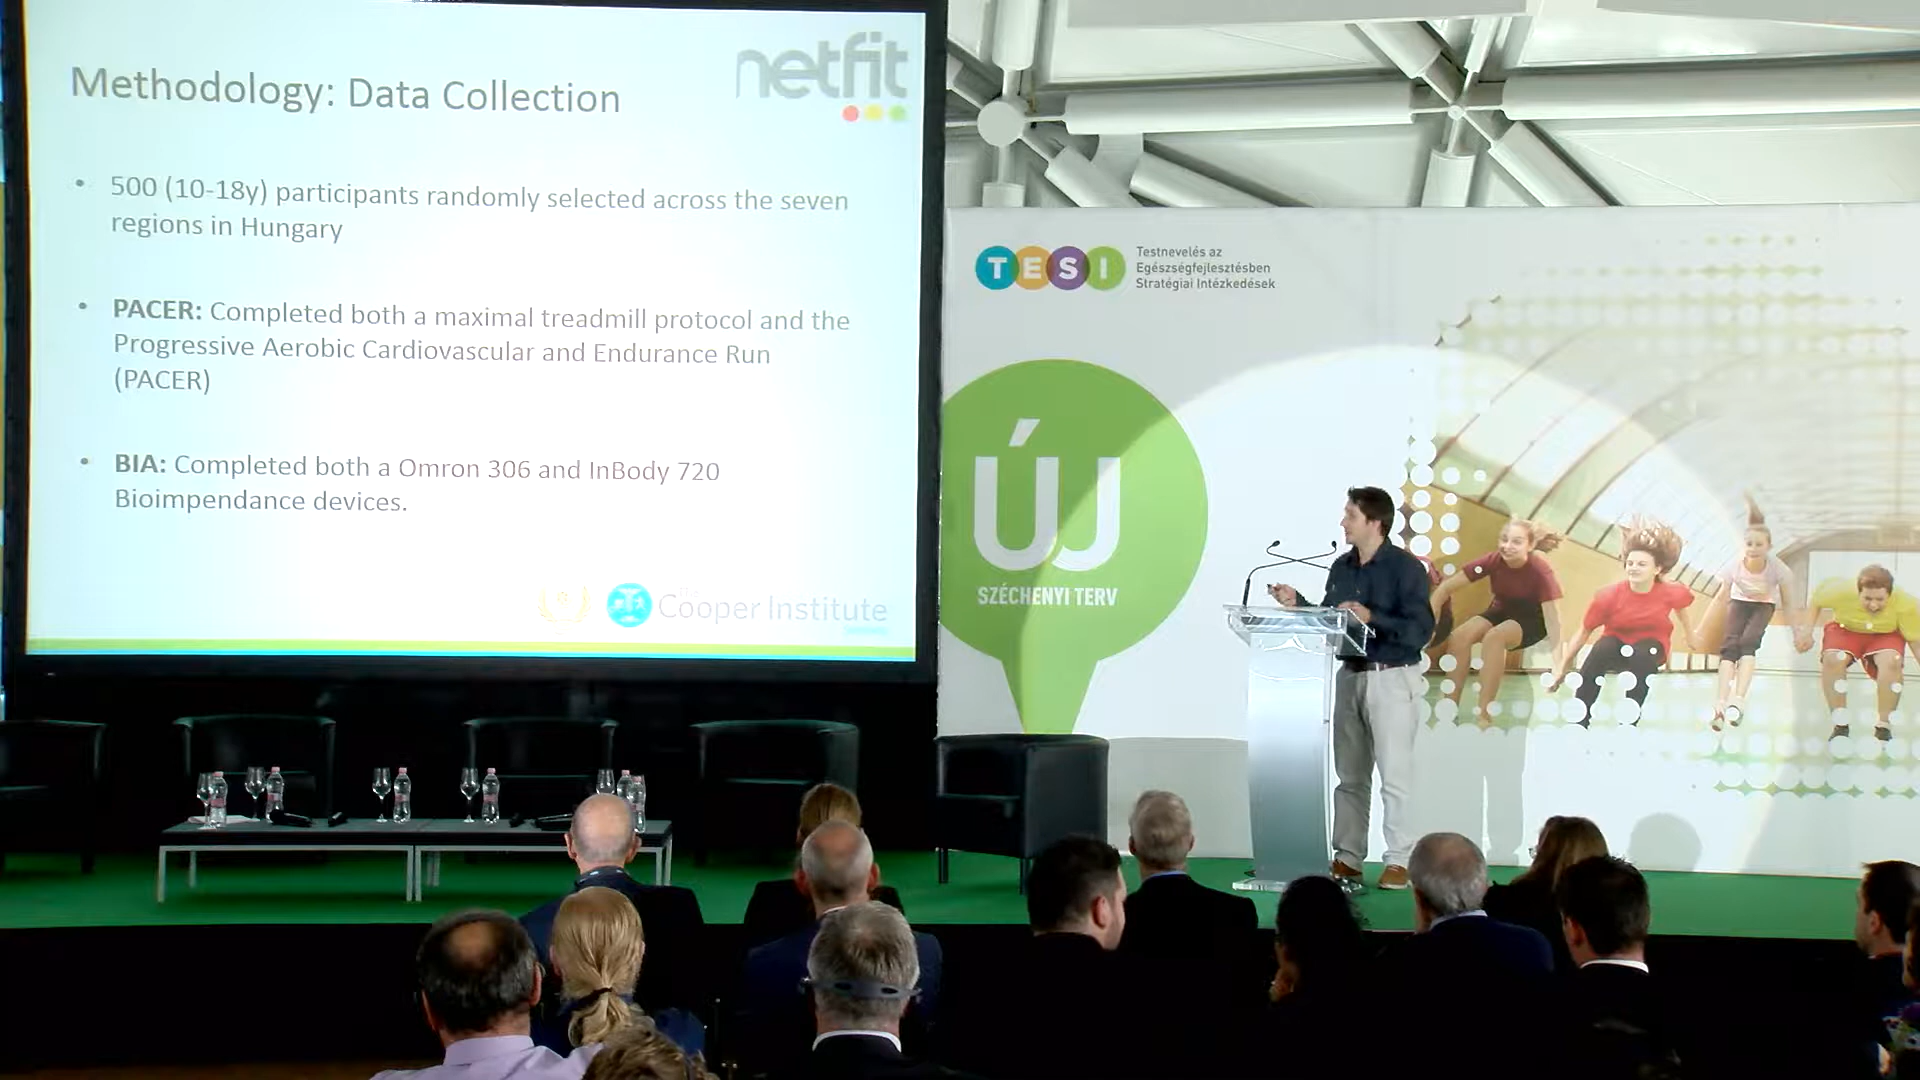 netfit
Methodology: Data Collection
• 500 (10-18y) participants randomly selected across the seven
regions in Hungary
• PACER: Completed both a maximal treadmill protocol and the
Progressive Aerobic Cardiovascular and Endurance Run
(PACER)
• BIA: Completed both a Omron 306 and InBody 720
Bioimpendance devices.
The
Cooper Institute
TESI
Testnevelés az
Egészségfejlesztésben
Stratégiai Intézkedések
ÚJ
SZÉCHENYI TERV